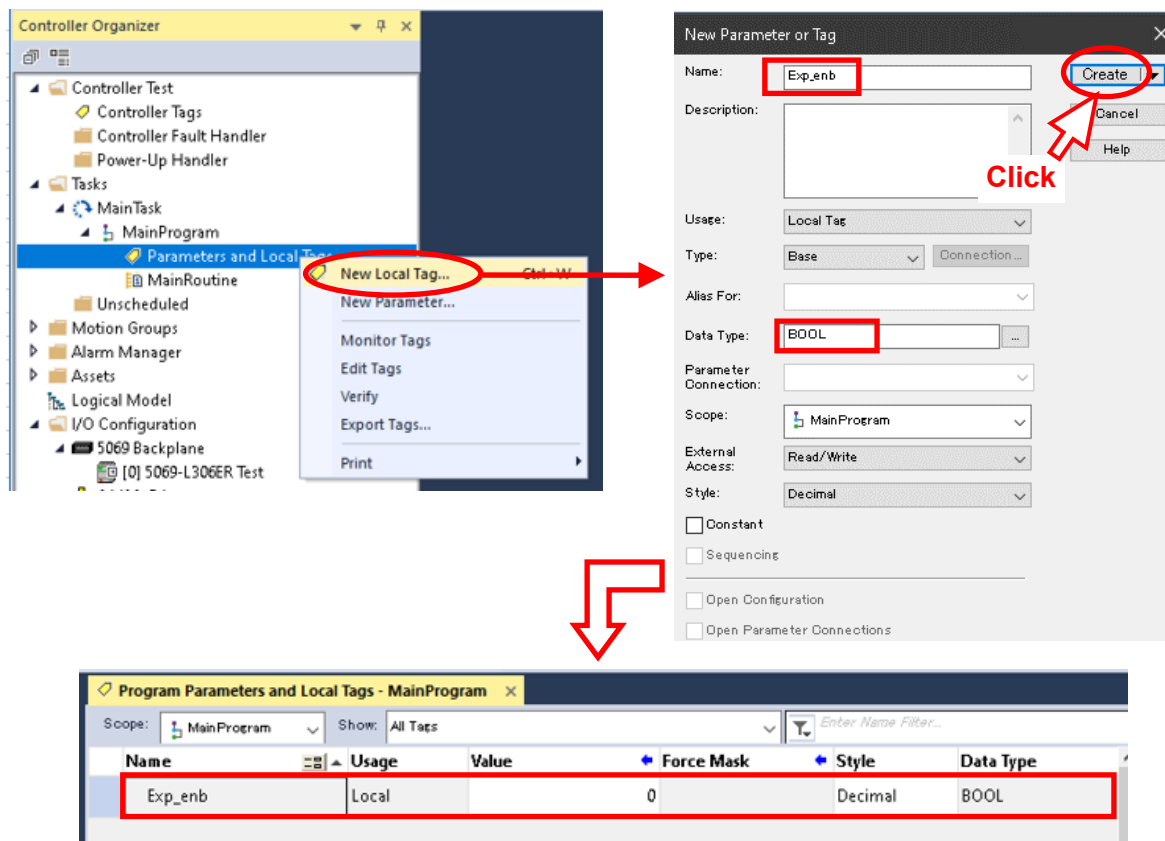 Controller Organizer
Controller Test
Controller Tags
Controller Fault Handler
Power-Up Handler
Tasks
MainTask
MainProgram
Parameters and Local Tags
MainRoutine
Unscheduled
Motion Groups
Alarm Manager
Assets
Logical Model
I/O Configuration
5069 Backplane
[0] 5069-L306ER Test
New Local Tag...
New Parameter...
Monitor Tags
Edit Tags
Verify
Export Tags...
Print
New Parameter or Tag
Name: Exp_enb
Create
Description:
Cancel
Help
Click
Usage: Local Tag
Type: Base Connection...
Alias For:
Data Type: BOOL ...
Parameter
Connection:
Scope: MainProgram
External
Access: Read/Write
Style: Decimal
Constant
Sequencing
Open Configuration
Open Parameter Connections
Program Parameters and Local Tags - MainProgram
Scope: MainProgram Show: All Tags Enter Name Filter...
Name Usage Value Force Mask Style Data Type
Exp_enb Local 0 Decimal BOOL